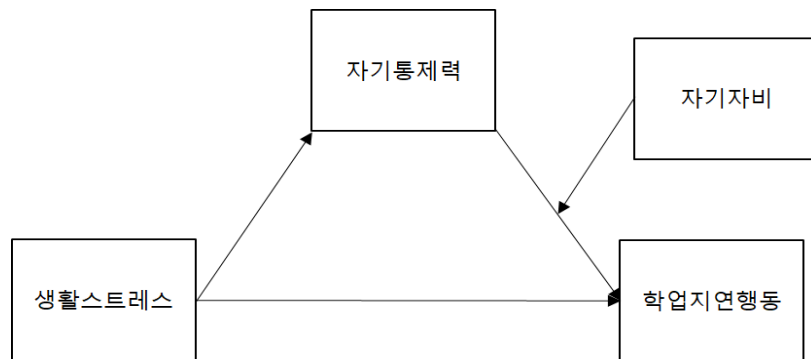 자기통제력
자기자비
생활스트레스
학업지연행동